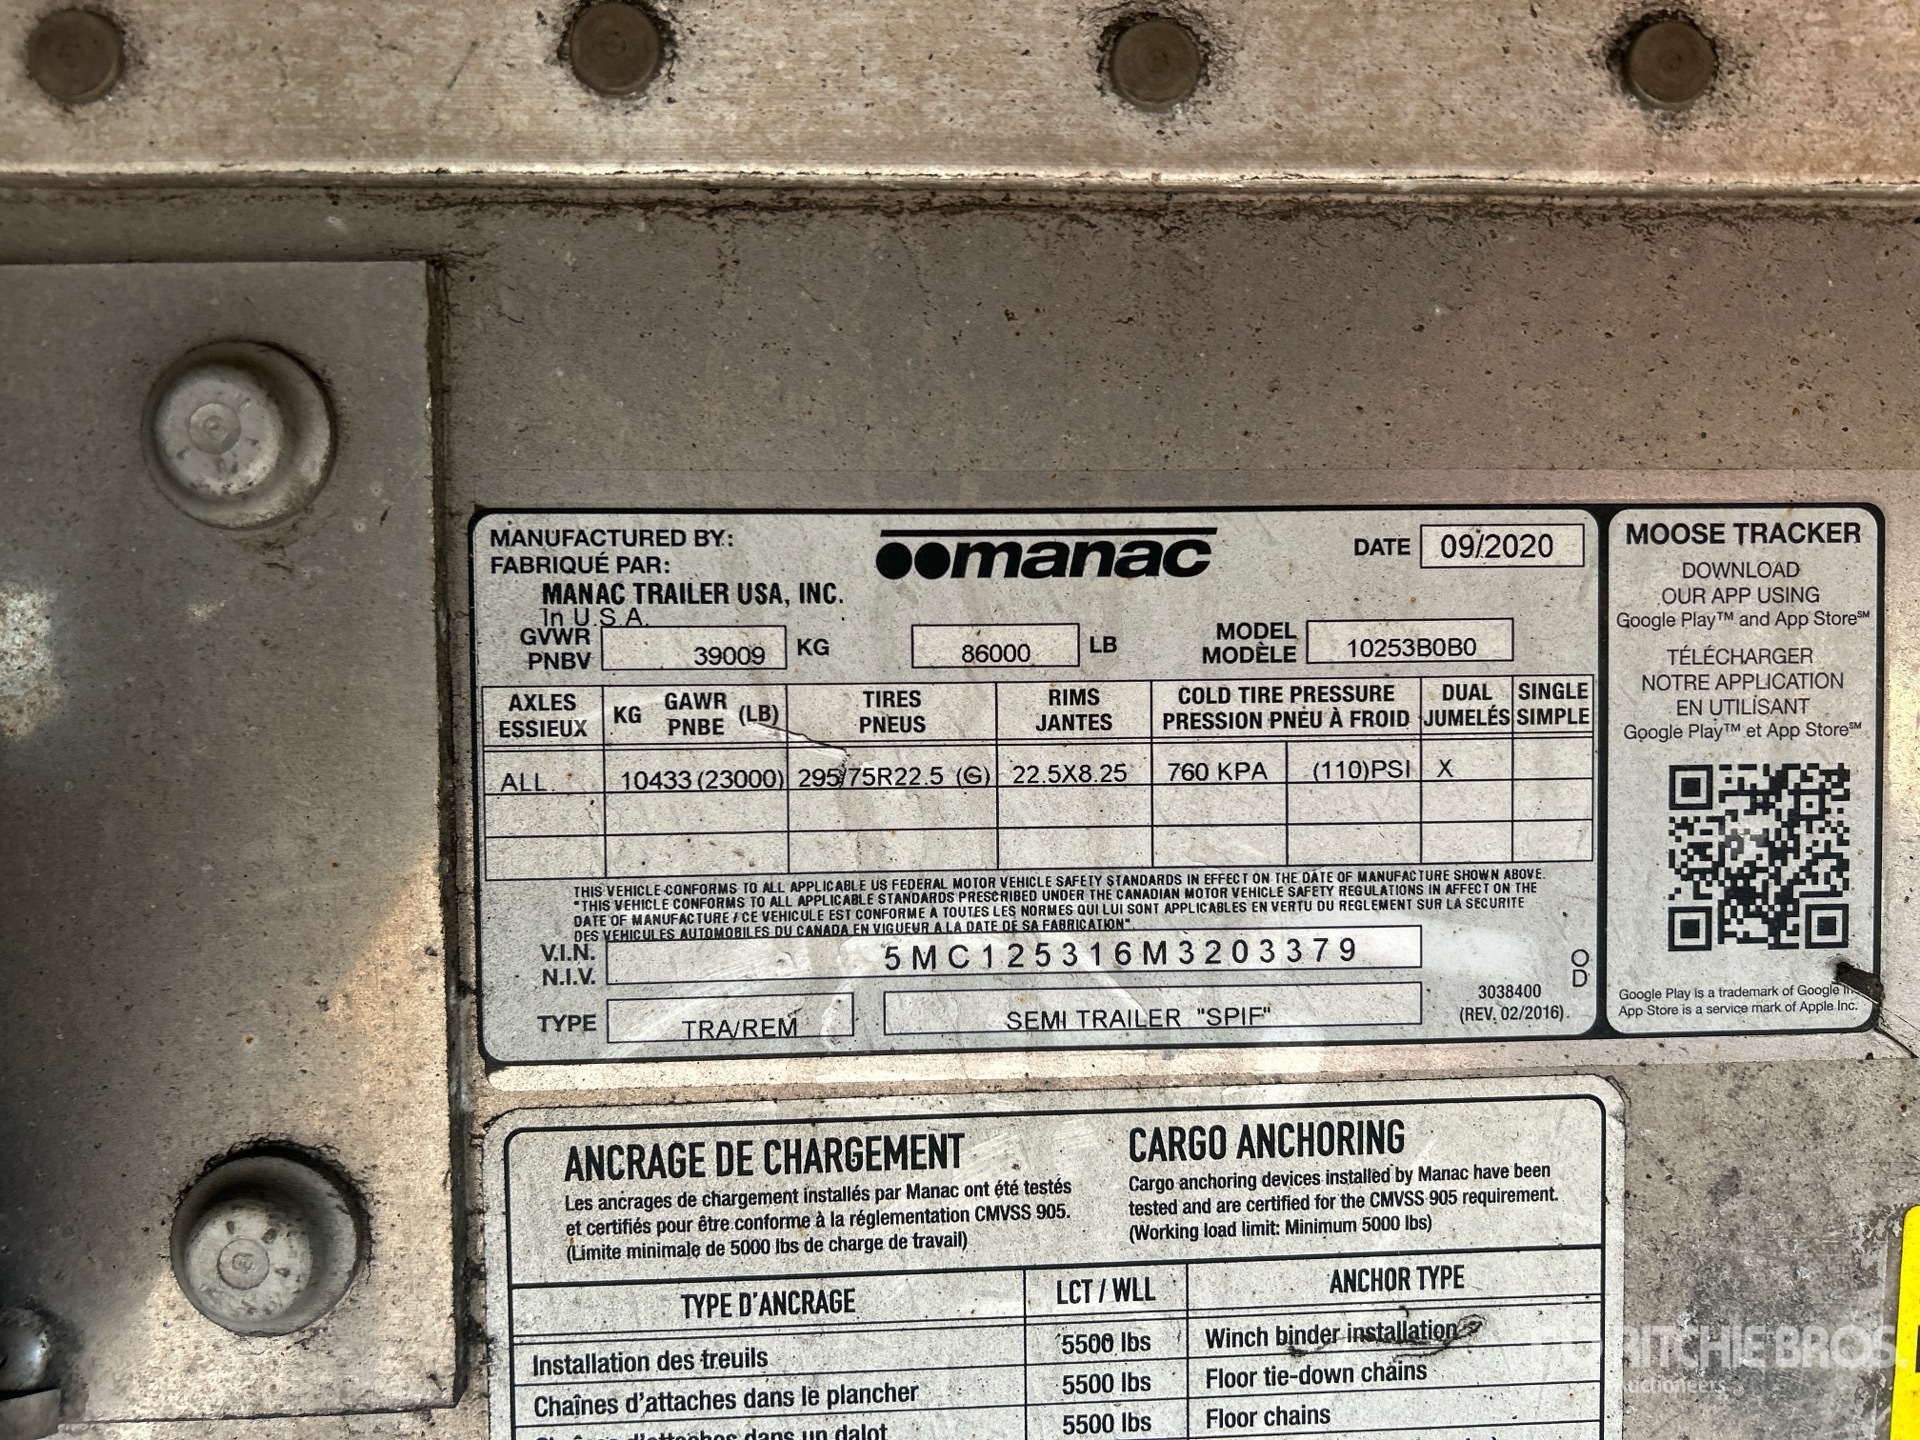 MANUFACTURED BY:
FABRIQUÉ PAR:
MANAC TRAILER USA, INC.
In U.S.A.
manac
DATE 09/2020
GVWR
PNBV
39009 KG
86000 LB
MODEL
MODÈLE
10253B0B0
AXLES
ESSIEUX
KG GAWR (LB)
PNBE
TIRES
PNEUS
RIMS
JANTES
COLD TIRE PRESSURE
PRESSION PNEU À FROID
DUAL
JUMELÉS
SINGLE
SIMPLE
ALL 10433 (23000) 295/75R22.5 (G) 22.5X8.25 760 KPA (110)PSI X
THIS VEHICLE CONFORMS TO ALL APPLICABLE US FEDERAL MOTOR VEHICLE SAFETY STANDARDS IN EFFECT ON THE DATE OF MANUFACTURE SHOWN ABOVE.
"THIS VEHICLE CONFORMS TO ALL APPLICABLE STANDARDS PRESCRIBED UNDER THE CANADIAN MOTOR VEHICLE SAFETY REGULATIONS IN AFFECT ON THE
DATE OF MANUFACTURE / CE VEHICULE EST CONFORME A TOUTES LES NORMES QUI LUI SONT APPLICABLES EN VERTU DU REGLEMENT SUR LA SECURITE
DES VEHICULES AUTOMOBILES DU CANADA EN VIGUEUR A LA DATE DE SA FABRICATION"
V.I.N.
N.I.V.
5MC125316M3203379
TYPE TRA/REM SEMI TRAILER "SPIF"
3038400
(REV. 02/2016).
O
D
MOOSE TRACKER
DOWNLOAD
OUR APP USING
Google Play™ and App Store℠
TÉLÉCHARGER
NOTRE APPLICATION
EN UTILISANT
Google Play™ et App Store℠
Google Play is a trademark of Google
App Store is a service mark of Apple Inc.
ANCRAGE DE CHARGEMENT
Les ancrages de chargement installés par Manac ont été testés
et certifiés pour être conforme à la réglementation CMVSS 905.
(Limite minimale de 5000 lbs de charge de travail)
CARGO ANCHORING
Cargo anchoring devices installed by Manac have been
tested and are certified for the CMVSS 905 requirement.
(Working load limit: Minimum 5000 lbs)
TYPE D'ANCRAGE LCT / WLL ANCHOR TYPE
Installation des treuils 5500 lbs Winch binder installation
Chaînes d'attaches dans le plancher 5500 lbs Floor tie-down chains
Chaînes d'attaches dans un dalot 5500 lbs Floor chains
RITCHIE BROS.
Auctioneers